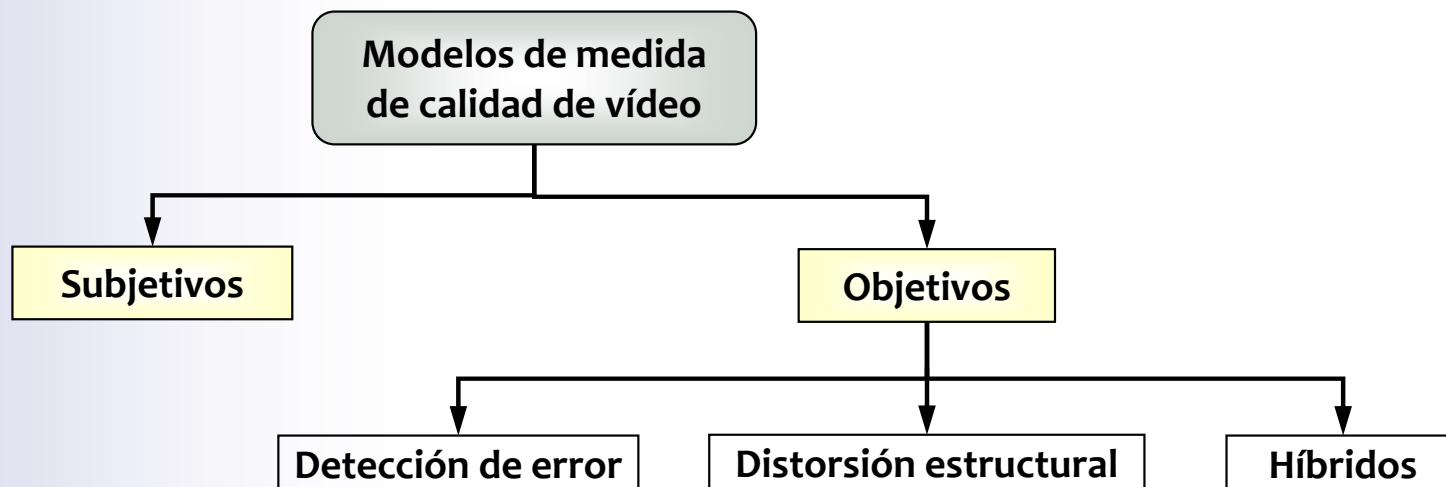 Modelos de medida
de calidad de vídeo
Subjetivos
Objetivos
Detección de error
Distorsión estructural
Híbridos